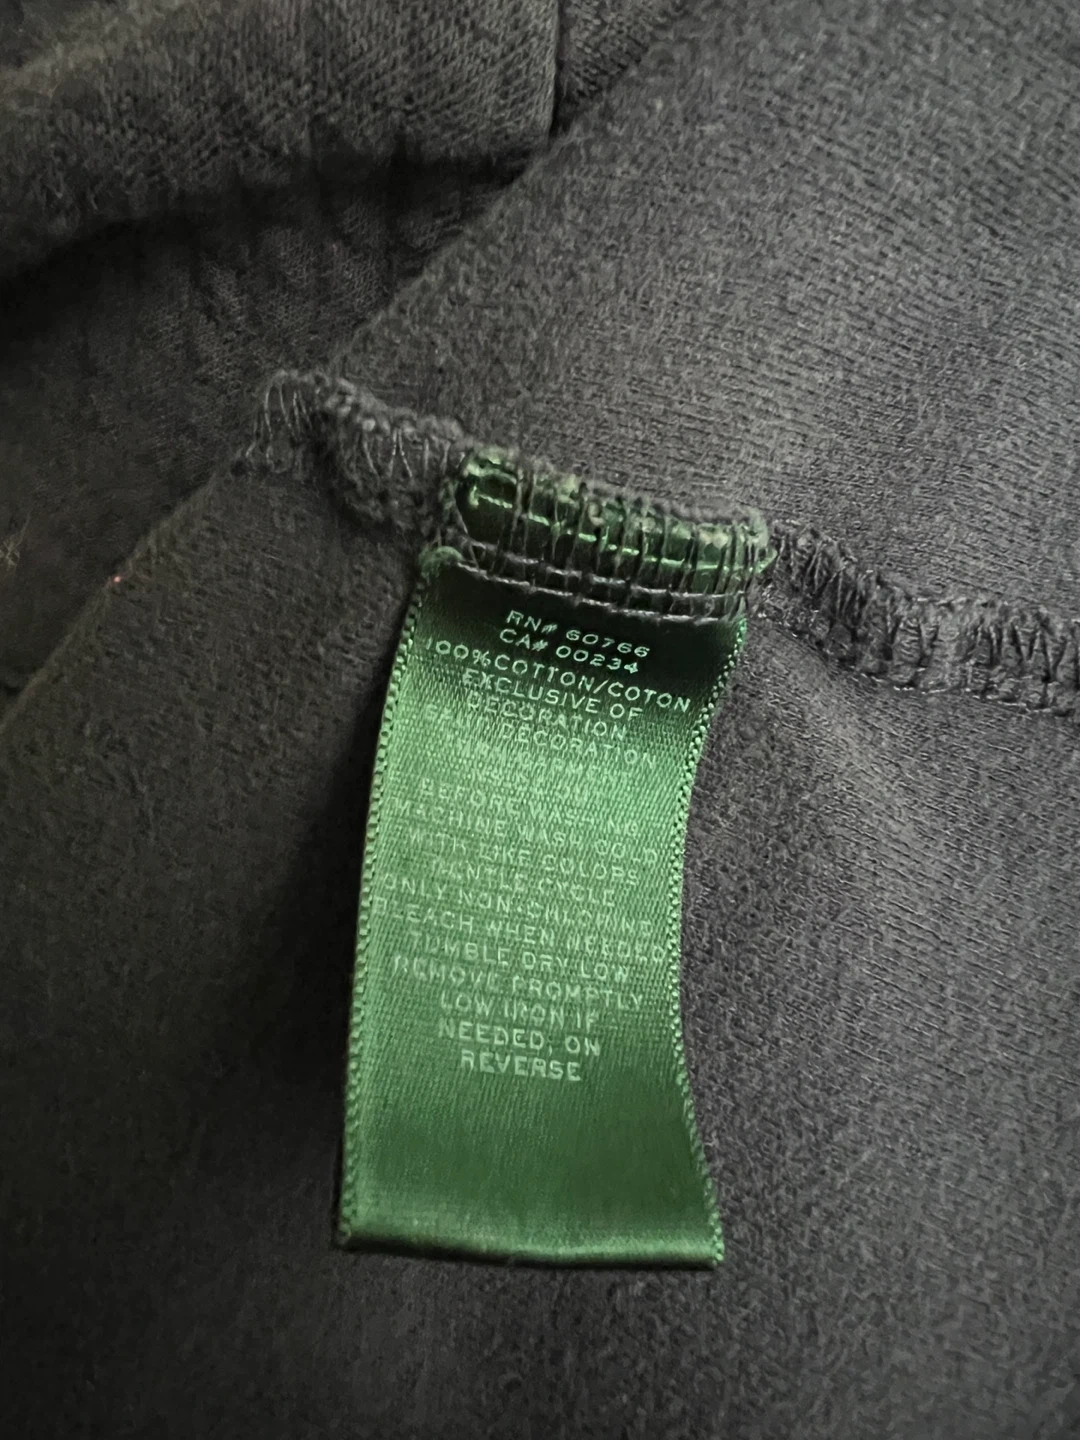 RN# 60766
CA# 00234
100%COTTON/COTON
EXCLUSIVE OF
DECORATION
DECORATION
BEFORE WASHING
MACHINE WASH COLD
WITH LIKE COLORS
GENTLE CYCLE
ONLY NON-CHLORINE
BLEACH WHEN NEEDED
TUMBLE DRY LOW
REMOVE PROMPTLY
LOW IRON IF
NEEDED, ON
REVERSE